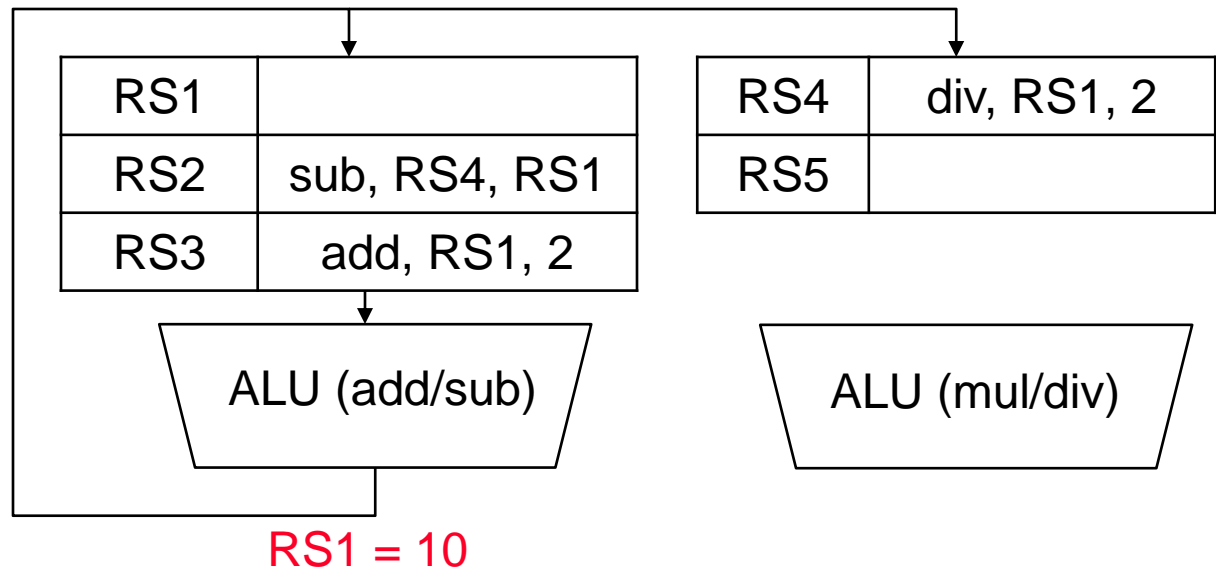 RS1
RS2 sub, RS4, RS1
RS3 add, RS1, 2
RS4 div, RS1, 2
RS5
ALU (add/sub)
ALU (mul/div)
RS1 = 10